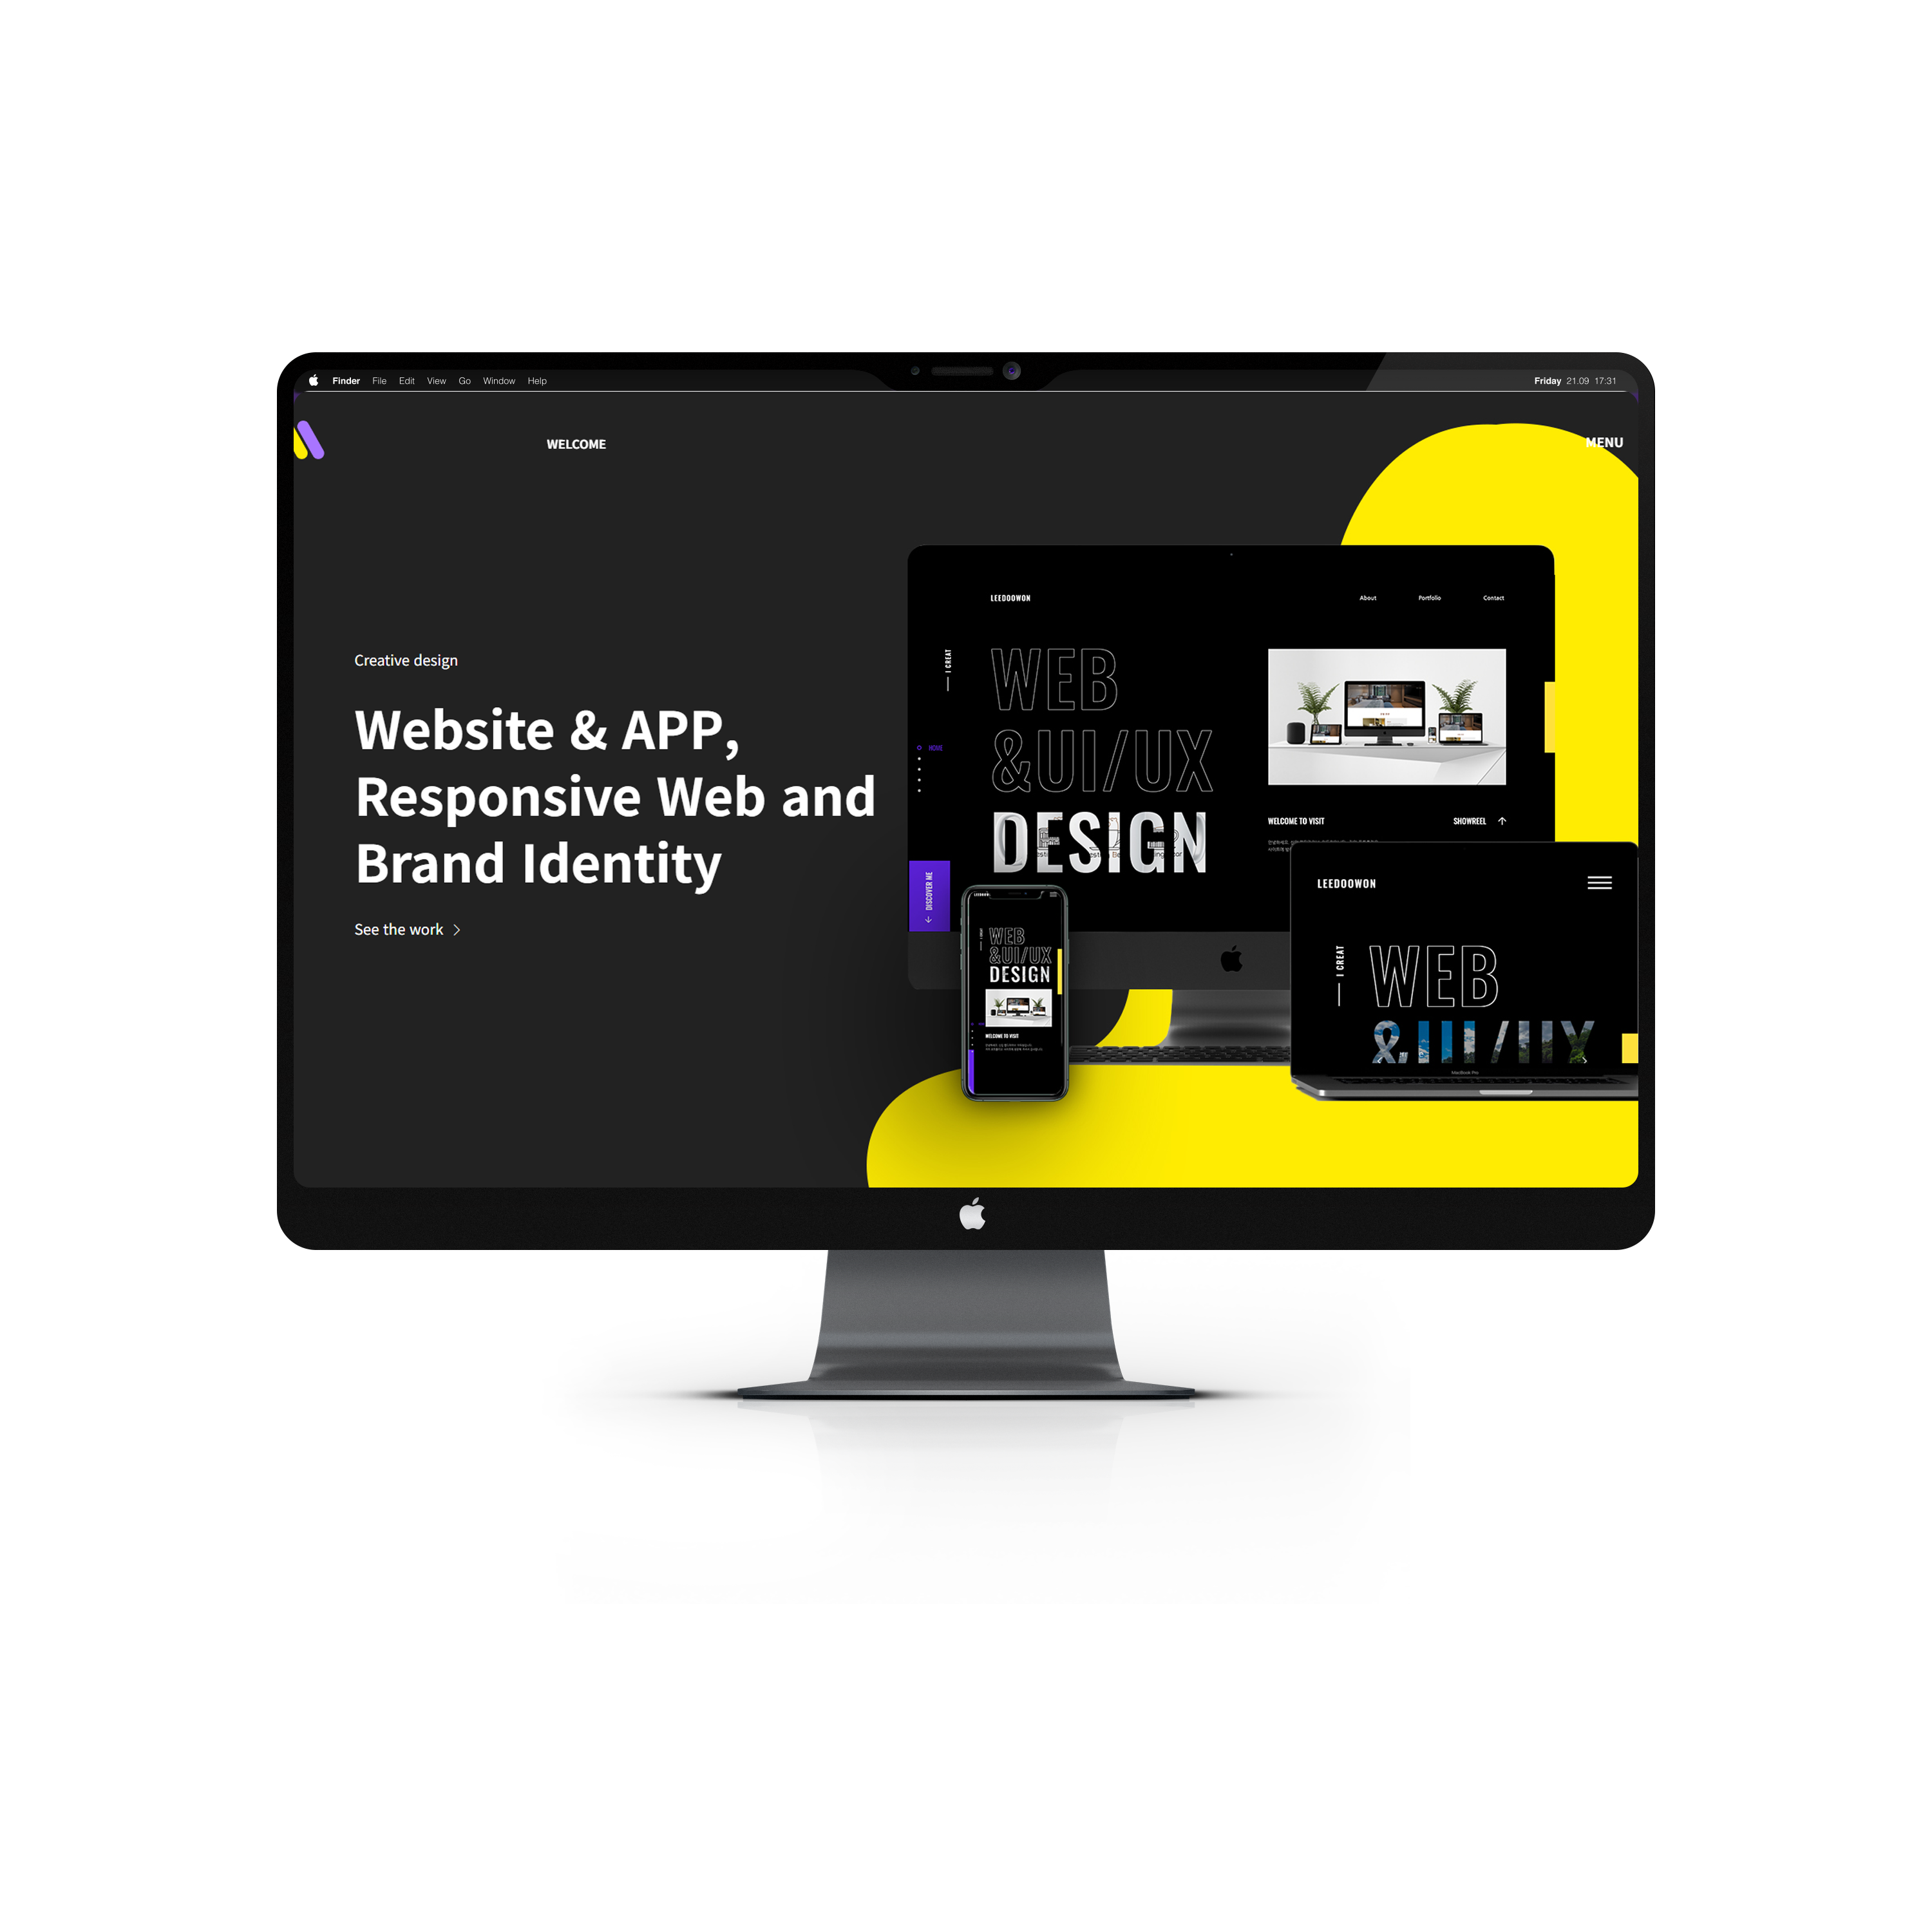 Finder File Edit View Go Window Help
Friday 21.09 17:31
WELCOME
MENU
Creative design
Website & APP,
Responsive Web and
Brand Identity
See the work
LEEDOOWON
About Portfolio Contact
I CREAT
WEB
&UI/UX
DESIGN
HOME
WELCOME TO VISIT
SHOWREEL
DISCOVER ME
WEB
&UI/UX
DESIGN
WELCOME TO VISIT
LEEDOOWON
I CREAT
WEB
&UI/UX
MacBook Pro